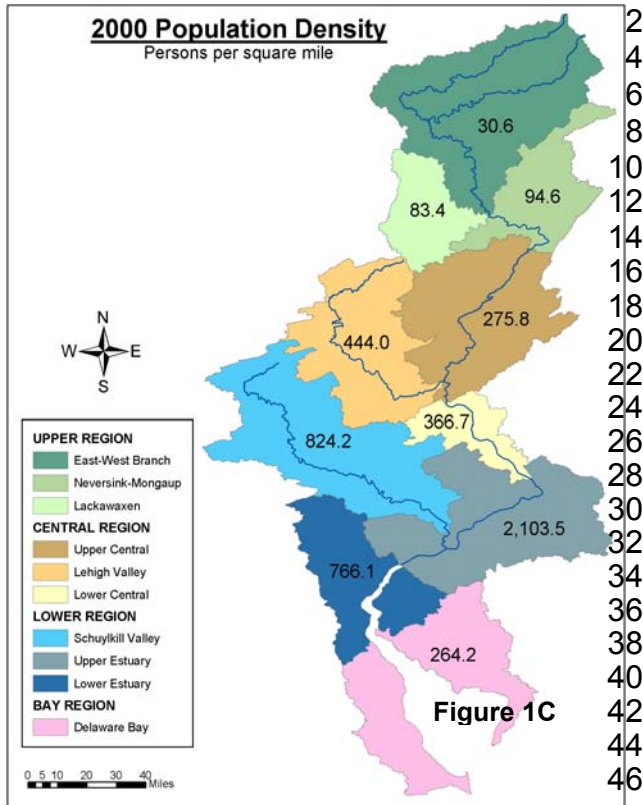 2000 Population Density
Persons per square mile
2
4
6
8
10
12
14
16
18
20
22
24
26
28
30
32
34
36
38
40
42
44
46
30.6
94.6
83.4
275.8
444.0
366.7
824.2
2,103.5
766.1
264.2
Figure 1C
N
W E
S
UPPER REGION
East-West Branch
Neversink-Mongaup
Lackawaxen
CENTRAL REGION
Upper Central
Lehigh Valley
Lower Central
LOWER REGION
Schuylkill Valley
Upper Estuary
Lower Estuary
BAY REGION
Delaware Bay
0 5 10 20 30 40
Miles